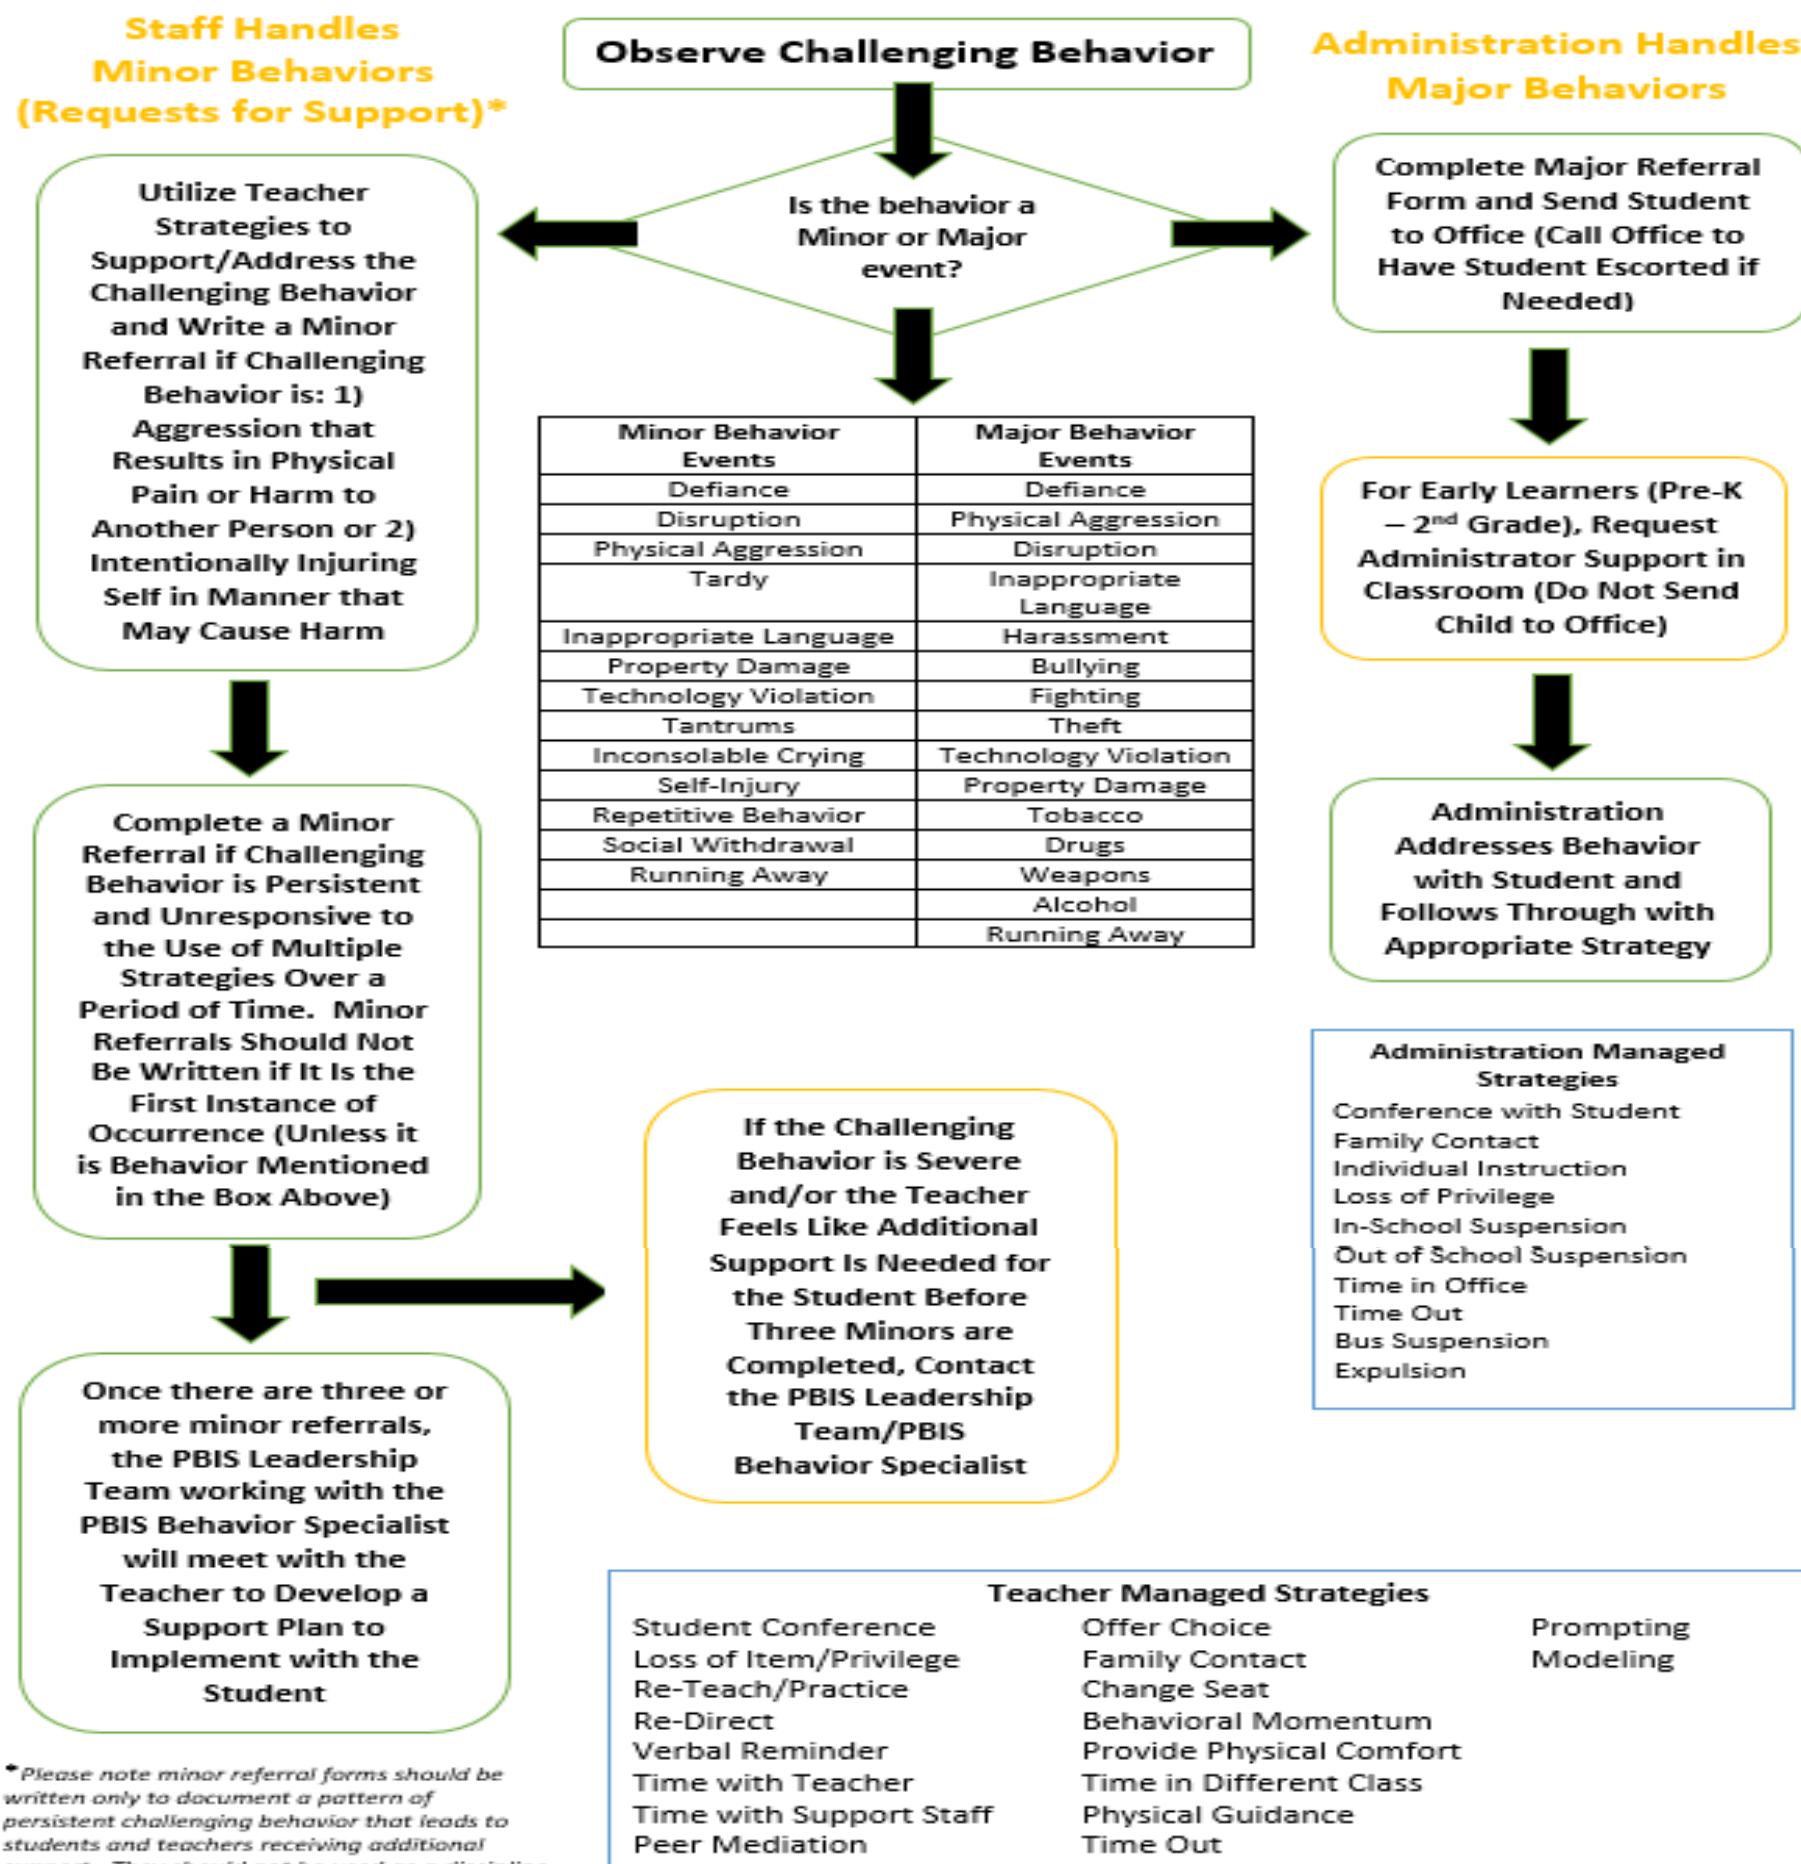 Staff Handles
Minor Behaviors
(Requests for Support)*
Observe Challenging Behavior
Administration Handles
Major Behaviors
Is the behavior a
Minor or Major
event?
Utilize Teacher
Strategies to
Support/Address the
Challenging Behavior
and Write a Minor
Referral if Challenging
Behavior is: 1)
Aggression that
Results in Physical
Pain or Harm to
Another Person or 2)
Intentionally Injuring
Self in Manner that
May Cause Harm
Complete a Minor
Referral if Challenging
Behavior is Persistent
and Unresponsive to
the Use of Multiple
Strategies Over a
Period of Time.  Minor
Referrals Should Not
Be Written if It Is the
First Instance of
Occurrence (Unless it
is Behavior Mentioned
in the Box Above)
Once there are three or
more minor referrals,
the PBIS Leadership
Team working with the
PBIS Behavior Specialist
will meet with the
Teacher to Develop a
Support Plan to
Implement with the
Student
*Please note minor referral forms should be
written only to document a pattern of
persistent challenging behavior that leads to
students and teachers receiving additional
Minor Behavior Events
Major Behavior Events
Defiance Defiance
Disruption Physical Aggression
Physical Aggression Disruption
Tardy Inappropriate
Language
Inappropriate Language Harassment
Property Damage Bullying
Technology Violation Fighting
Tantrums Theft
Inconsolable Crying Technology Violation
Self-Injury Property Damage
Repetitive Behavior Tobacco
Social Withdrawal Drugs
Running Away Weapons
Alcohol
Running Away
If the Challenging
Behavior is Severe
and/or the Teacher
Feels Like Additional
Support Is Needed for
the Student Before
Three Minors are
Completed, Contact
the PBIS Leadership
Team/PBIS
Behavior Specialist
Complete Major Referral
Form and Send Student
to Office (Call Office to
Have Student Escorted if
Needed)
For Early Learners (Pre-K
– 2nd Grade), Request
Administrator Support in
Classroom (Do Not Send
Child to Office)
Administration
Addresses Behavior
with Student and
Follows Through with
Appropriate Strategy
Administration Managed
Strategies
Conference with Student
Family Contact
Individual Instruction
Loss of Privilege
In-School Suspension
Out of School Suspension
Time in Office
Time Out
Bus Suspension
Expulsion
Teacher Managed Strategies
Student Conference Offer Choice Prompting
Loss of Item/Privilege Family Contact Modeling
Re-Teach/Practice Change Seat
Re-Direct Behavioral Momentum
Verbal Reminder Provide Physical Comfort
Time with Teacher Time in Different Class
Time with Support Staff Physical Guidance
Peer Mediation Time Out